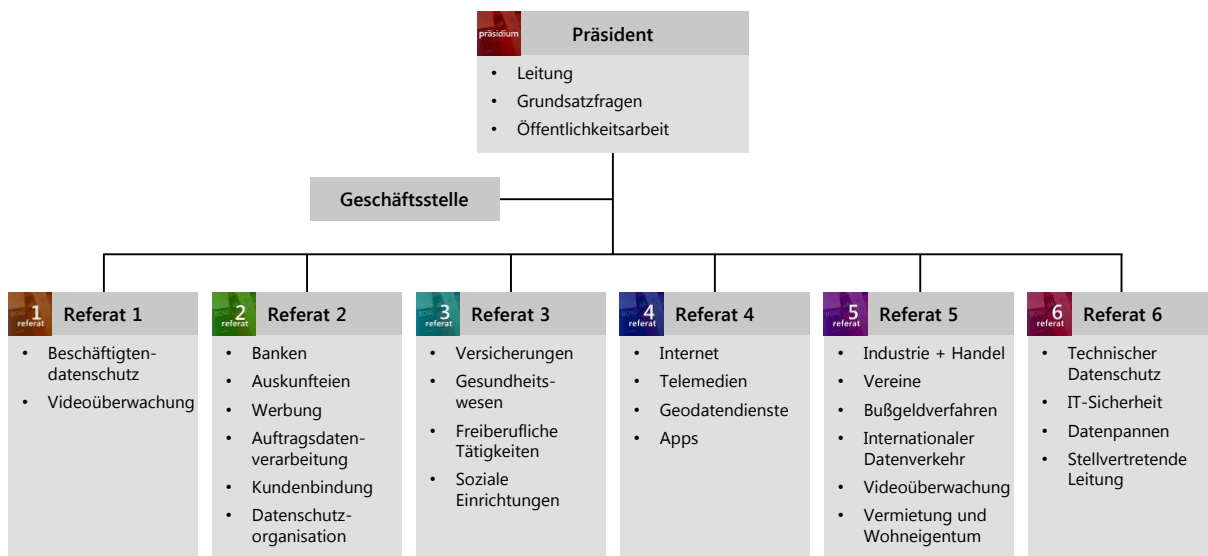 präsidium
Präsident
• Leitung
• Grundsatzfragen
• Öffentlichkeitsarbeit
Geschäftsstelle
1
referat
Referat 1
• Beschäftigten-
datenschutz
• Videoüberwachung
2
referat
Referat 2
• Banken
• Auskunfteien
• Werbung
• Auftragsdaten-
verarbeitung
• Kundenbindung
• Datenschutz-
organisation
3
referat
Referat 3
• Versicherungen
• Gesundheits-
wesen
• Freiberufliche
Tätigkeiten
• Soziale
Einrichtungen
4
referat
Referat 4
• Internet
• Telemedien
• Geodatendienste
• Apps
5
referat
Referat 5
• Industrie + Handel
• Vereine
• Bußgeldverfahren
• Internationaler
Datenverkehr
• Videoüberwachung
• Vermietung und
Wohneigentum
6
referat
Referat 6
• Technischer
Datenschutz
• IT-Sicherheit
• Datenpannen
• Stellvertretende
Leitung